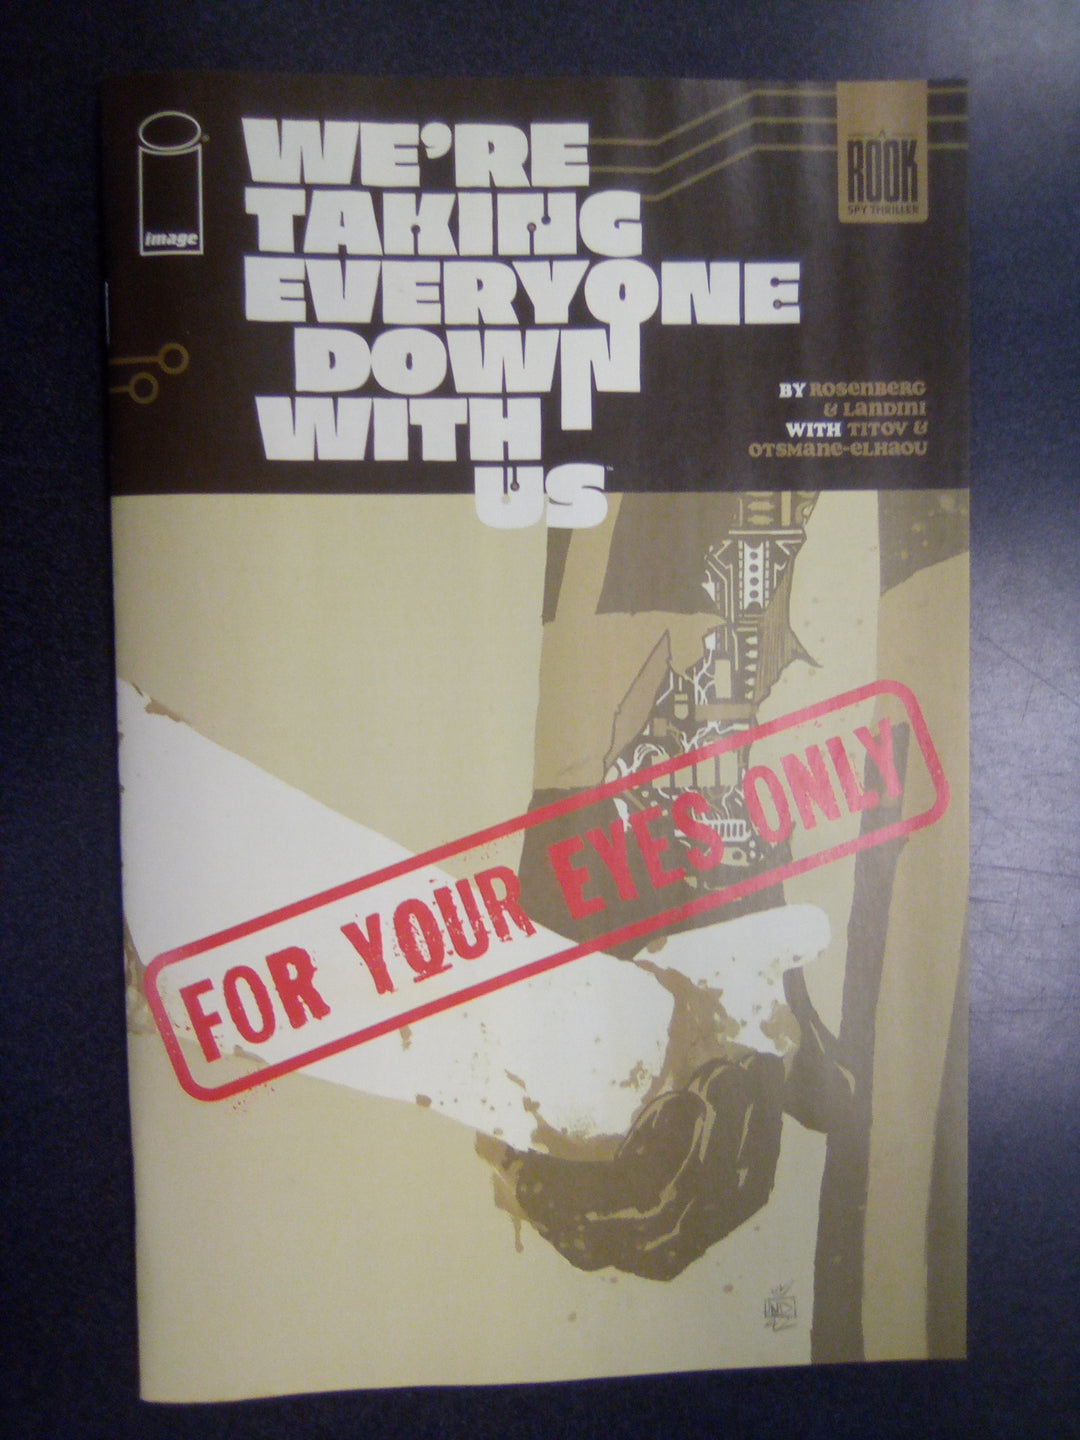 image
WE'RE
TAKING
EVERYONE
DOWN
WITH
US
A
ROOK
SPY THRILLER
BY ROSENBERG
& LANDINI
WITH TITOV &
OTSMANE-ELHAOU
FOR YOUR EYES ONLY